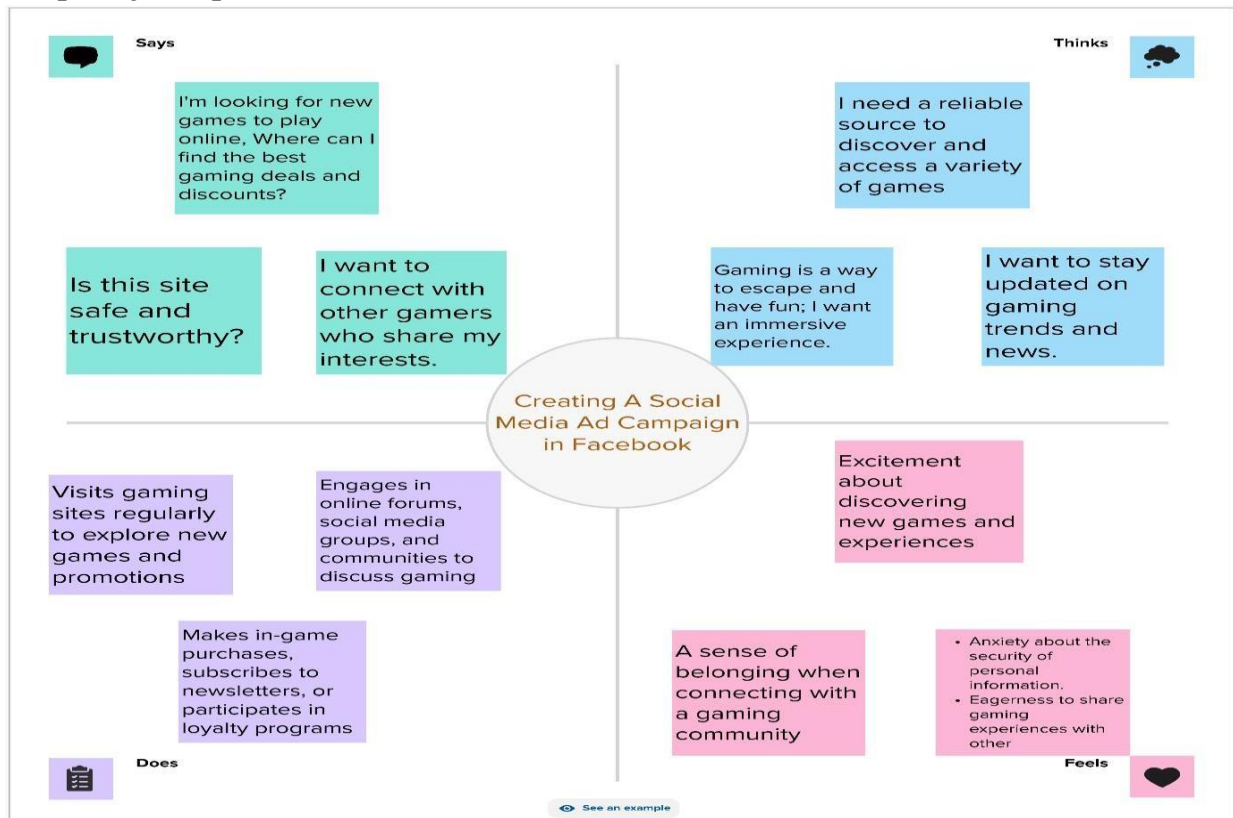 Says
I'm looking for new
games to play
online, Where can I
find the best
gaming deals and
discounts?
Is this site
safe and
trustworthy?
I want to
connect with
other gamers
who share my
interests.
Thinks
I need a reliable
source to
discover and
access a variety
of games
Gaming is a way
to escape and
have fun; I want
an immersive
experience.
I want to stay
updated on
gaming
trends and
news.
Creating A Social
Media Ad Campaign
in Facebook
Visits gaming
sites regularly
to explore new
games and
promotions
Engages in
online forums,
social media
groups, and
communities to
discuss gaming
Makes in-game
purchases,
subscribes to
newsletters, or
participates in
loyalty programs
Does
Excitement
about
discovering
new games and
experiences
A sense of
belonging when
connecting with
a gaming
community
• Anxiety about the
security of
personal
information.
• Eagerness to share
gaming
experiences with
other
Feels
See an example